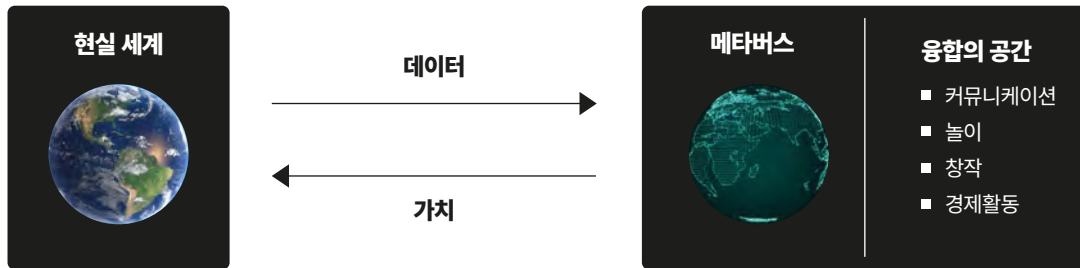 현실 세계
데이터
가치
메타버스
융합의 공간
커뮤니케이션
놀이
창작
경제활동